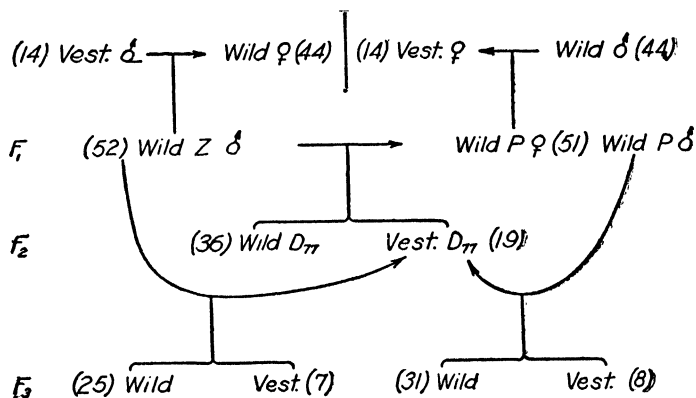 (14) Vest. ♂ Wild ♀ (44) (14) Vest. ♀ Wild ♂ (44)
F₁ (52) Wild Z ♂ Wild P ♀ (51) Wild P ♂
F₂ (36) Wild D₇₇ Vest. D₇₇ (19)
F₃ (25) Wild Vest. (7) (31) Wild Vest. (8)